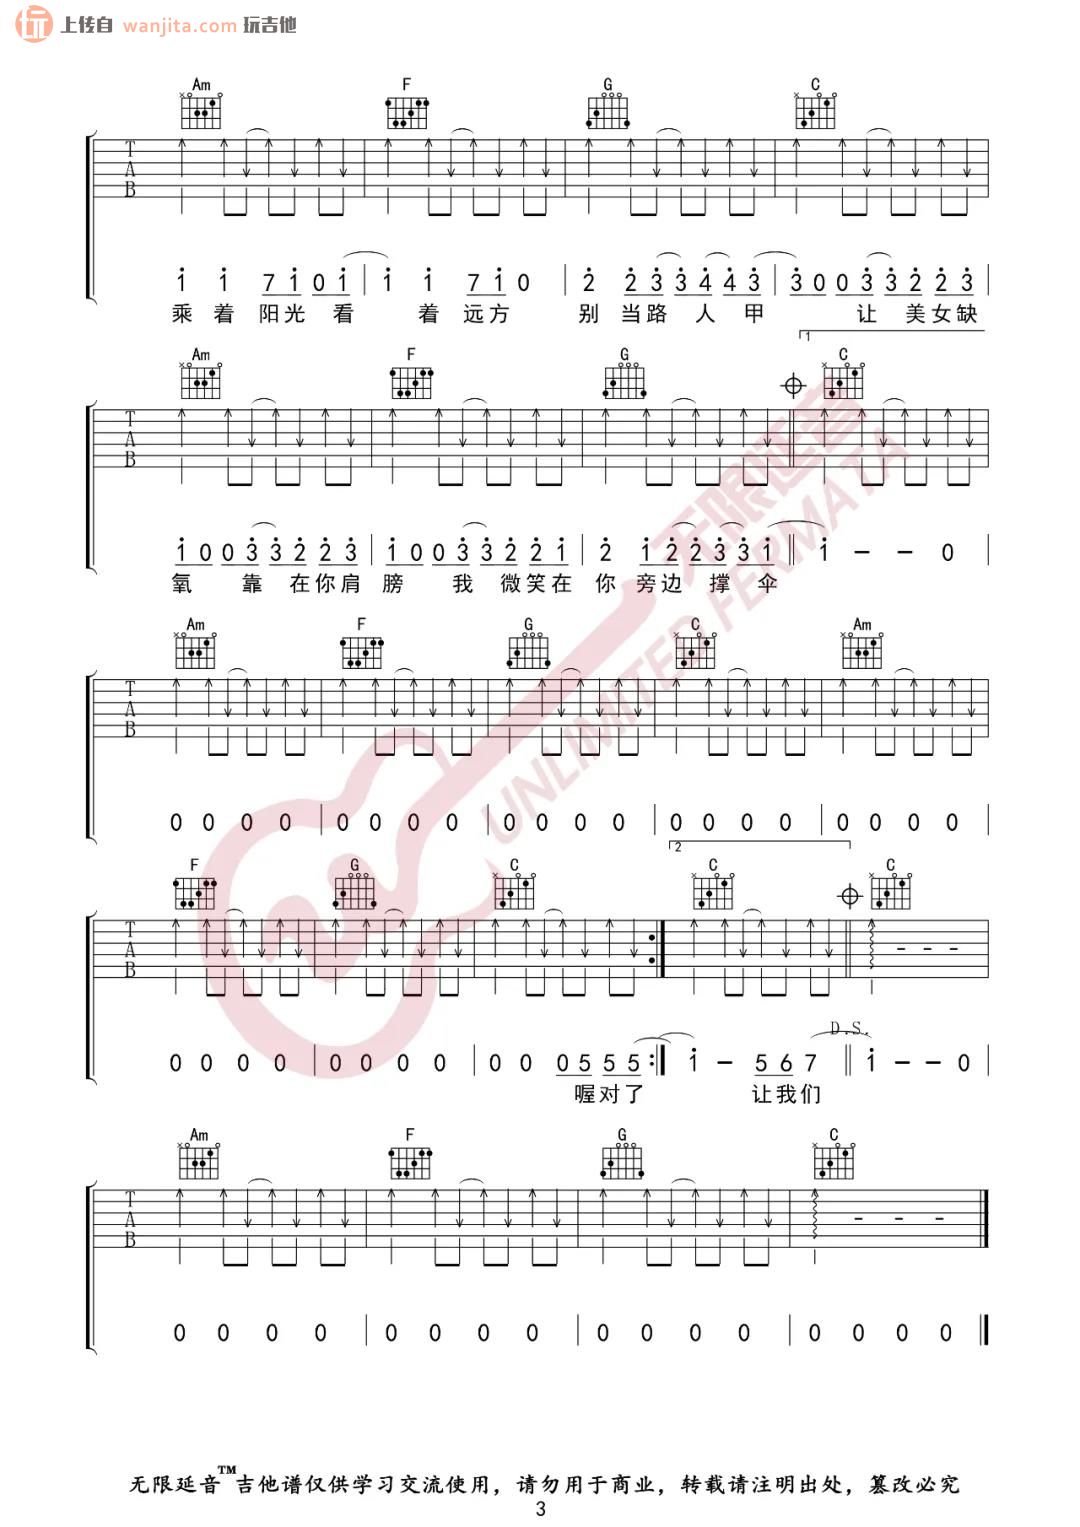 玩 上传自 wanjita.com 玩吉他
Am F G C
T
A
B
1 1 7 1 0 1 | 1 1 7 1 0 | 2 2 3 3 4 4 3 | 3 0 0 3 3 2 2 3
乘 着 阳 光 看 着 远 方 别 当 路 人 甲 让 美 女 缺
1
Am F G C
T
A
B
1 0 0 3 3 2 2 3 | 1 0 0 3 3 2 2 1 | 2 1 2 2 3 3 1 || 1 - - 0
氧 靠 在 你 肩 膀 我 微 笑 在 你 旁 边 撑 伞
Am F G C Am
T
A
B
0 0 0 0 | 0 0 0 0 | 0 0 0 0 | 0 0 0 0 | 0 0 0 0 |
2
F G C C C
T
A
B
- - -
D.S.
0 0 0 0 | 0 0 0 0 | 0 0 0 5 5 5 :| 1 - 5 6 7 || 1 - - 0 |
喔 对 了 让 我 们
Am F G C
T
A
B
- - -
0 0 0 0 | 0 0 0 0 | 0 0 0 0 | 0 0 0 0
无限延音
UNLIMITED FERMATA
无限延音™吉他谱仅供学习交流使用，请勿用于商业，转载请注明出处，篡改必究
3